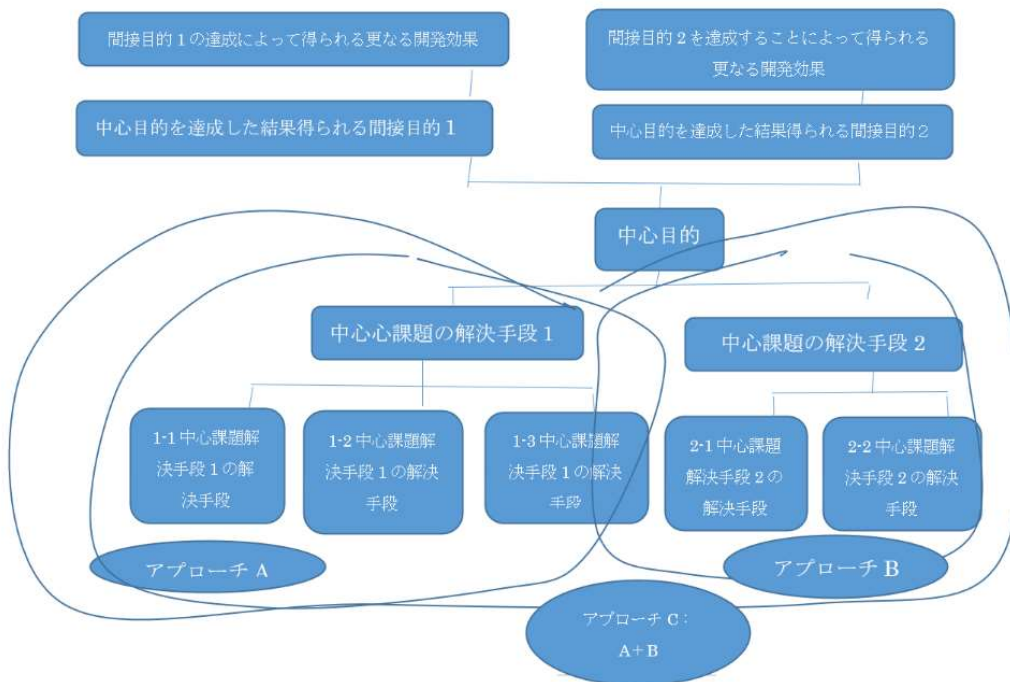 間接目的1の達成によって得られる更なる開発効果
間接目的2を達成することによって得られる
更なる開発効果
中心目的を達成した結果得られる間接目的1
中心目的を達成した結果得られる間接目的2
中心目的
中心心課題の解決手段1
中心課題の解決手段2
1-1中心課題解
決手段1の解
決手段
1-2中心課題解
決手段1の解決
手段
1-3中心課題解
決手段1の解決
手段
2-1中心課題
解決手段2の
解決手段
2-2中心課題解
決手段2の解決
手段
アプローチA
アプローチB
アプローチC:
A+B